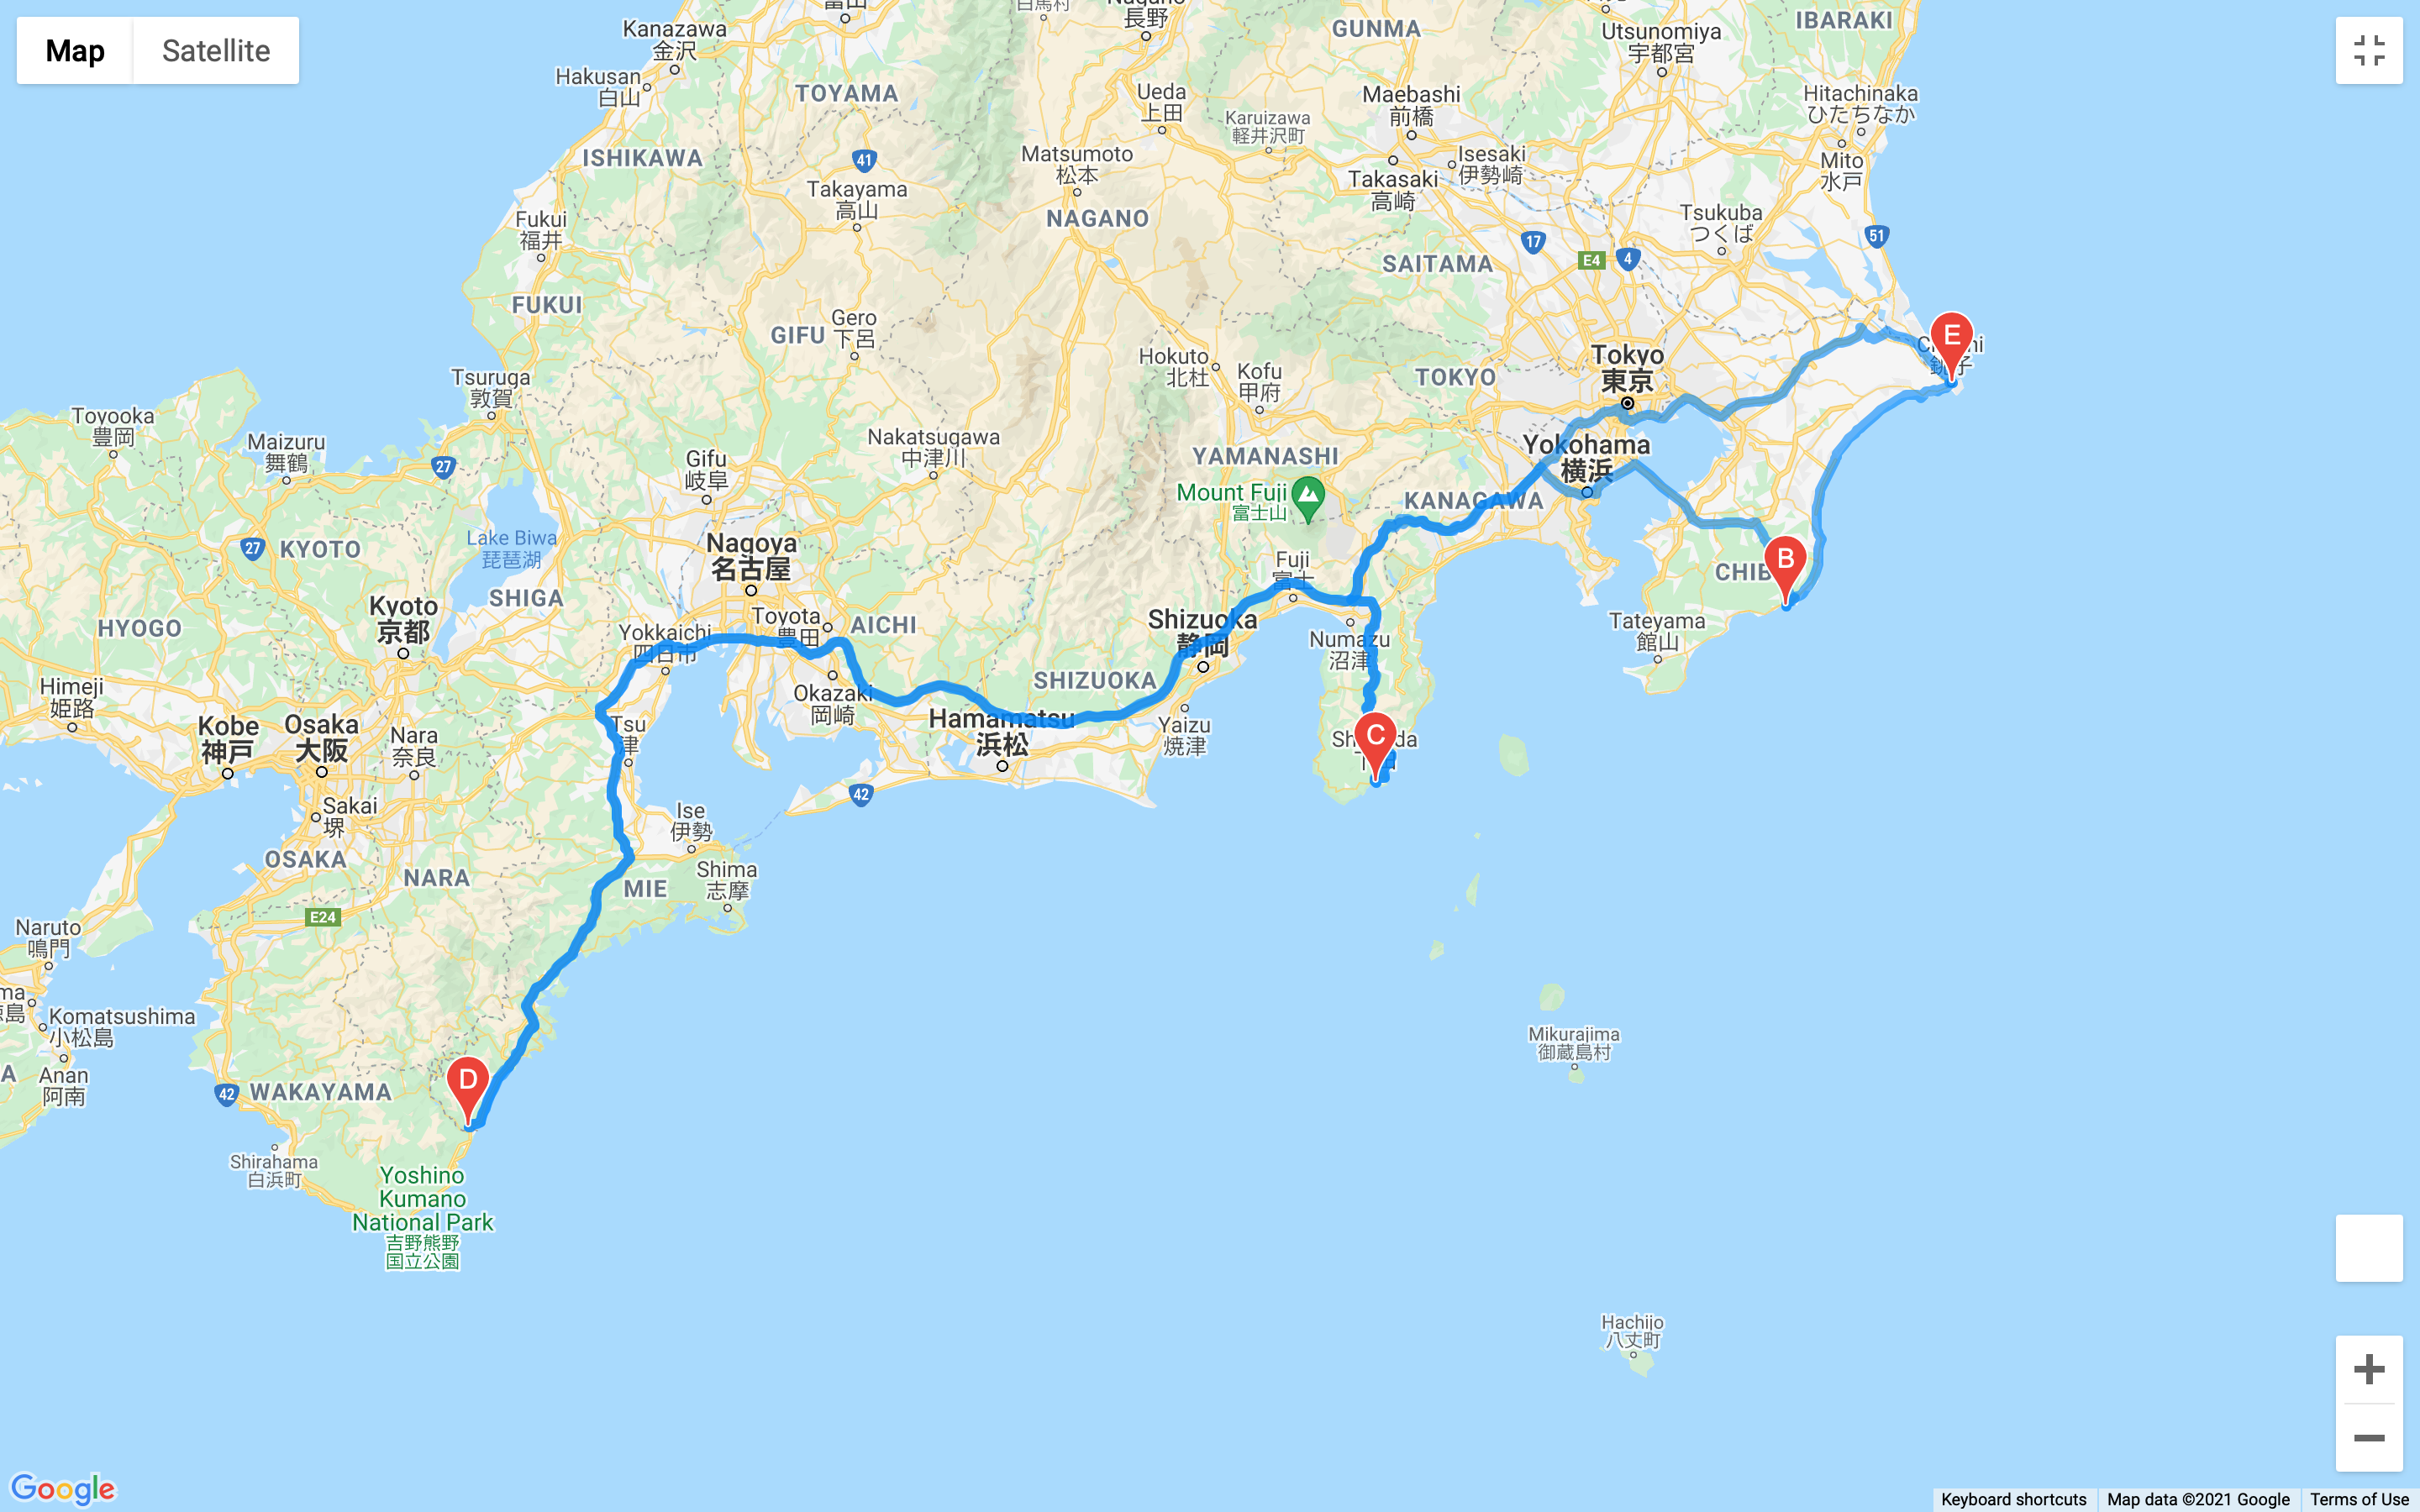 Map
Satellite
Kanazawa
金沢
Hakusan
白山
TOYAMA
ISHIKAWA
41
Takayama
高山
長野
Ueda
上田
Matsumoto
松本
NAGANO
GUNMA
Maebashi
前橋
Karuizawa
軽井沢町
Isesaki
伊勢崎
Takasaki
高崎
Utsunomiya
宇都宮
IBARAKI
Hitachinaka
ひたちなか
Mito
水戸
Tsukuba
つくば
51
17
E4
4
SAITAMA
Fukui
福井
FUKUI
GIFU
Gero
下呂
Hokuto
北杜
Kofu
甲府
TOKYO
Tokyo
東京
E
Tsuruga
敦賀
Toyooka
豊岡
Maizuru
舞鶴
27
Gifu
岐阜
Nakatsugawa
中津川
YAMANASHI
Mount Fuji
富士山
KANAGAWA
Yokohama
横浜
27
KYOTO
Lake Biwa
琵琶湖
SHIGA
Nagoya
名古屋
Fuji
富士
B
Kyoto
京都
HYOGO
Yokkaichi
四日市
Toyota
豊田
AICHI
Shizuoka
静岡
Numazu
沼津
Tateyama
館山
Himeji
姫路
Kobe
神戸
Osaka
大阪
Nara
奈良
Tsu
津
Okazaki
岡崎
SHIZUOKA
Hamamatsu
浜松
Yaizu
焼津
C
Sakai
堺
OSAKA
NARA
Ise
伊勢
42
Shima
志摩
MIE
E24
Naruto
鳴門
Komatsushima
小松島
Anan
阿南
42
WAKAYAMA
D
Shirahama
白浜町
Yoshino
Kumano
National Park
吉野熊野
国立公園
Mikurajima
御蔵島村
Hachijo
八丈町
Google
Keyboard shortcuts
Map data ©2021 Google
Terms of Use